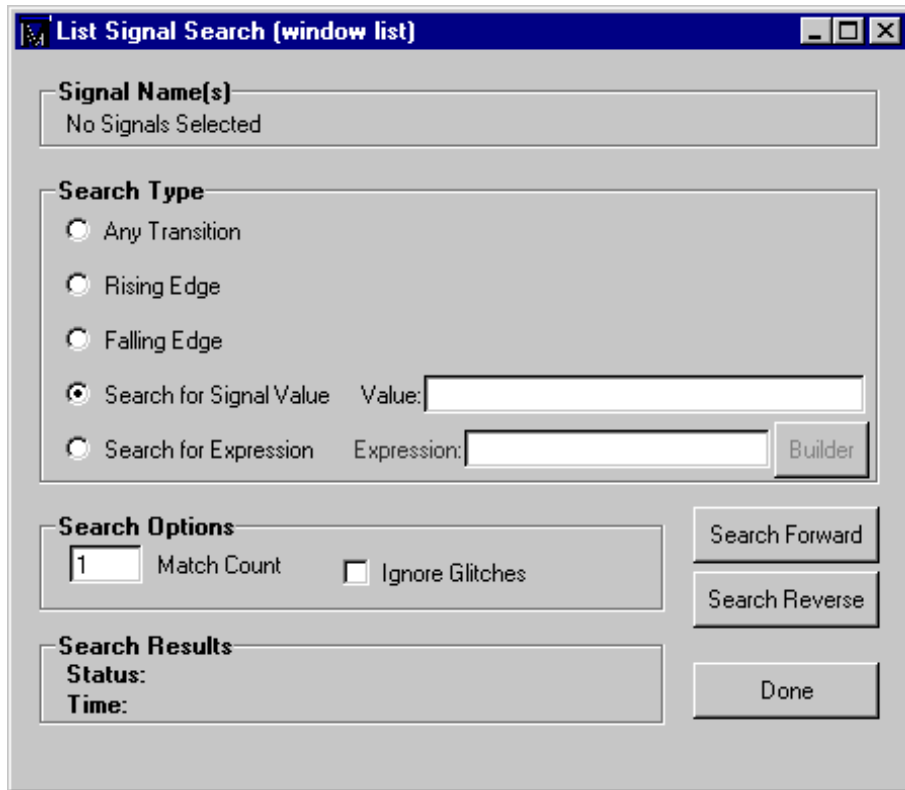 List Signal Search (window list)
Signal Name(s)
No Signals Selected
Search Type
Any Transition
Rising Edge
Falling Edge
Search for Signal Value Value:
Search for Expression Expression: Builder
Search Options
1 Match Count Ignore Glitches
Search Forward
Search Reverse
Search Results
Status:
Time:
Done